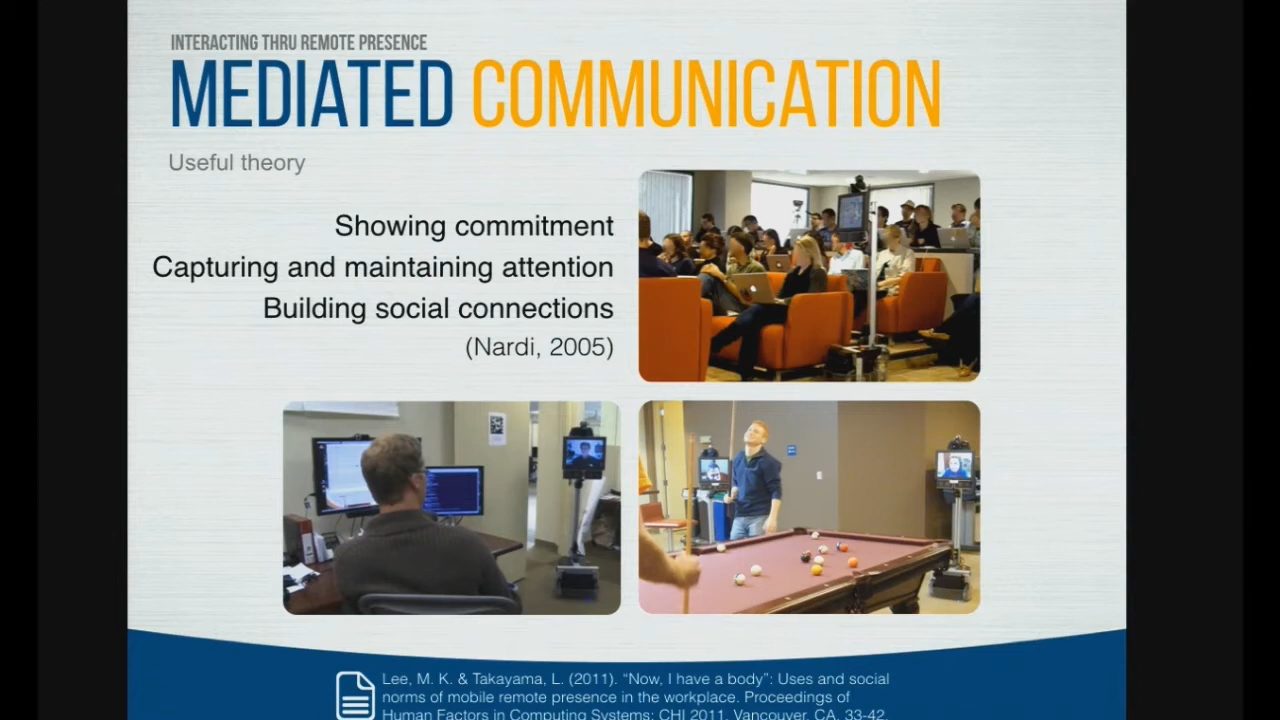 INTERACTING THRU REMOTE PRESENCE
MEDIATED COMMUNICATION
Useful theory
Showing commitment
Capturing and maintaining attention
Building social connections
(Nardi, 2005)
Lee, M. K. & Takayama, L. (2011). “Now, I have a body”: Uses and social
norms of mobile remote presence in the workplace. Proceedings of
Human Factors in Computing Systems: CHI 2011, Vancouver, CA, 33-42.